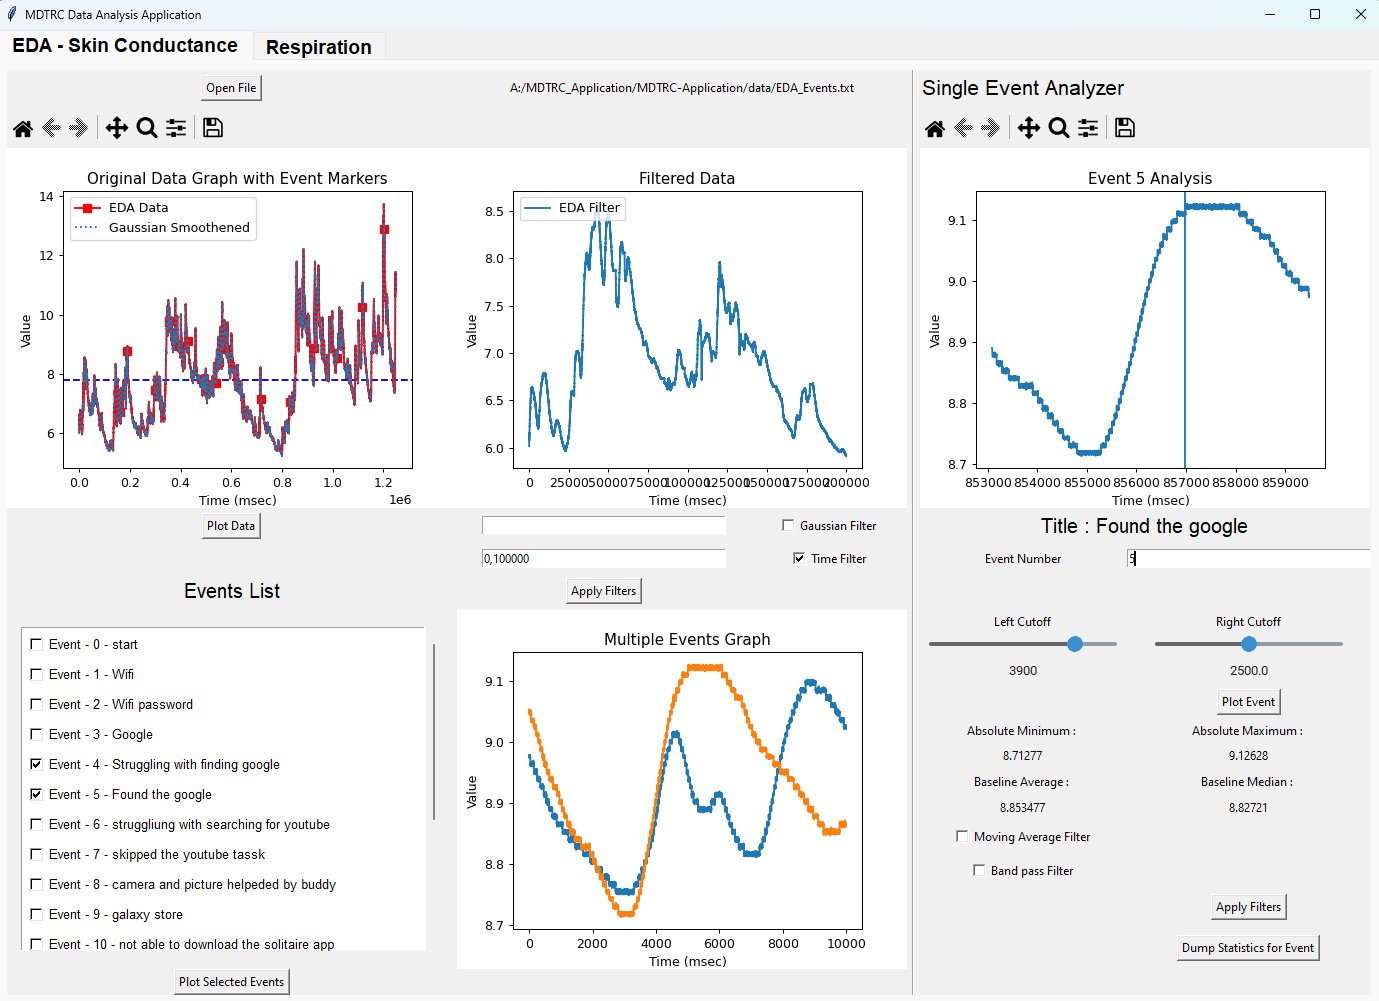 MDTRC Data Analysis Application
EDA - Skin Conductance
Respiration
Open File
A:/MDTRC_Application/MDTRC-Application/data/EDA_Events.txt
Single Event Analyzer
Original Data Graph with Event Markers
EDA Data
Gaussian Smoothened
Value
14
12
10
8
6
0.0 0.2 0.4 0.6 0.8 1.0 1.2
1e6
Time (msec)
Filtered Data
EDA Filter
Value
8.5
8.0
7.5
7.0
6.5
6.0
0 25000 50000 75000 100000 125000 150000 175000 200000
Time (msec)
Event 5 Analysis
Value
9.1
9.0
8.9
8.8
8.7
853000 854000 855000 856000 857000 858000 859000
Time (msec)
Plot Data
Gaussian Filter
0,100000
Time Filter
Apply Filters
Title : Found the google
Event Number
5
Events List
Event - 0 - start
Event - 1 - Wifi
Event - 2 - Wifi password
Event - 3 - Google
Event - 4 - Struggling with finding google
Event - 5 - Found the google
Event - 6 - struggliung with searching for youtube
Event - 7 - skipped the youtube tassk
Event - 8 - camera and picture helpeded by buddy
Event - 9 - galaxy store
Event - 10 - not able to download the solitaire app
Plot Selected Events
Multiple Events Graph
Value
9.1
9.0
8.9
8.8
8.7
0 2000 4000 6000 8000 10000
Time (msec)
Left Cutoff
Right Cutoff
3900
2500.0
Plot Event
Absolute Minimum :
Absolute Maximum :
8.71277
9.12628
Baseline Average :
Baseline Median :
8.853477
8.82721
Moving Average Filter
Band pass Filter
Apply Filters
Dump Statistics for Event